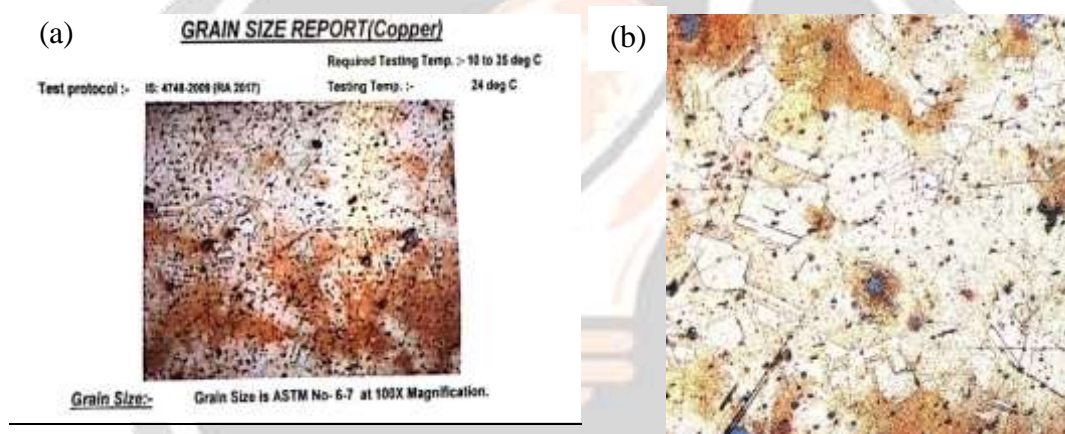 (a)
GRAIN SIZE REPORT(Copper)
Required Testing Temp. :- 10 to 35 deg C
Test protocol :- IS: 4748-2009 (RA 2017) Testing Temp. :- 24 deg C
Grain Size:- Grain Size is ASTM No- 6-7 at 100X Magnification.
(b)